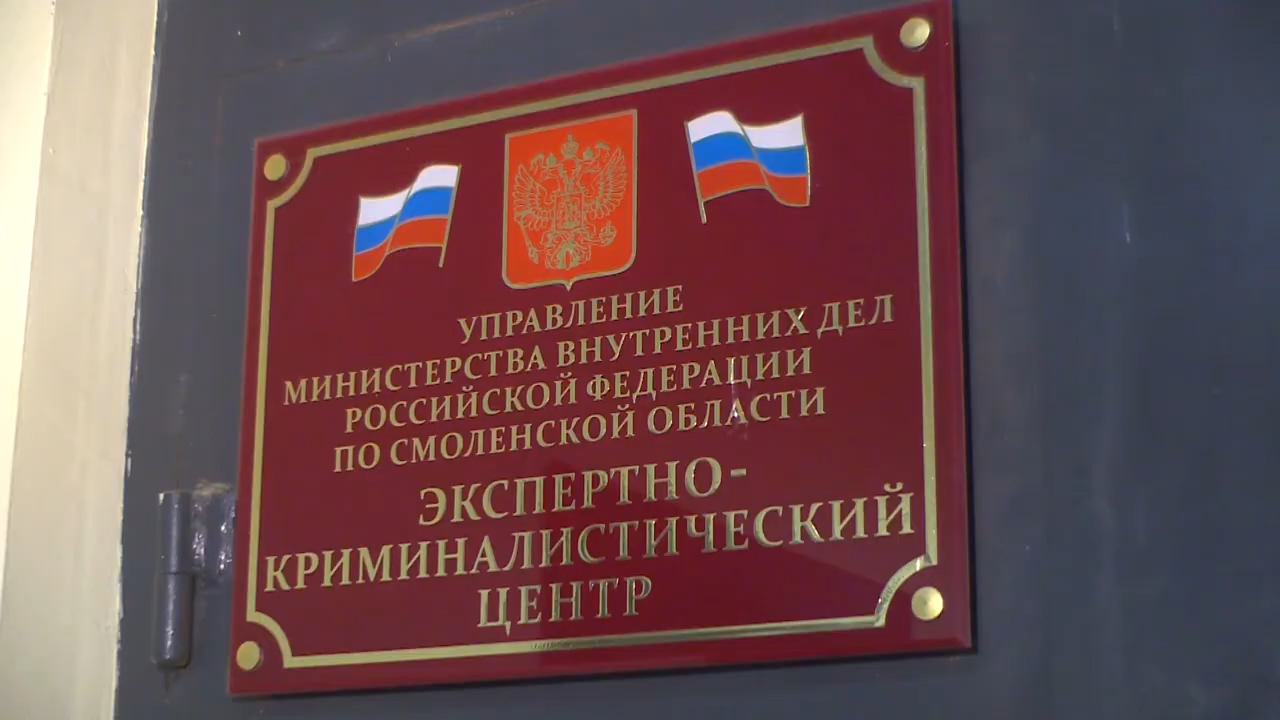 УПРАВЛЕНИЕ
МИНИСТЕРСТВА ВНУТРЕННИХ ДЕЛ
РОССИЙСКОЙ ФЕДЕРАЦИИ
ПО СМОЛЕНСКОЙ ОБЛАСТИ
ЭКСПЕРТНО-
КРИМИНАЛИСТИЧЕСКИЙ
ЦЕНТР